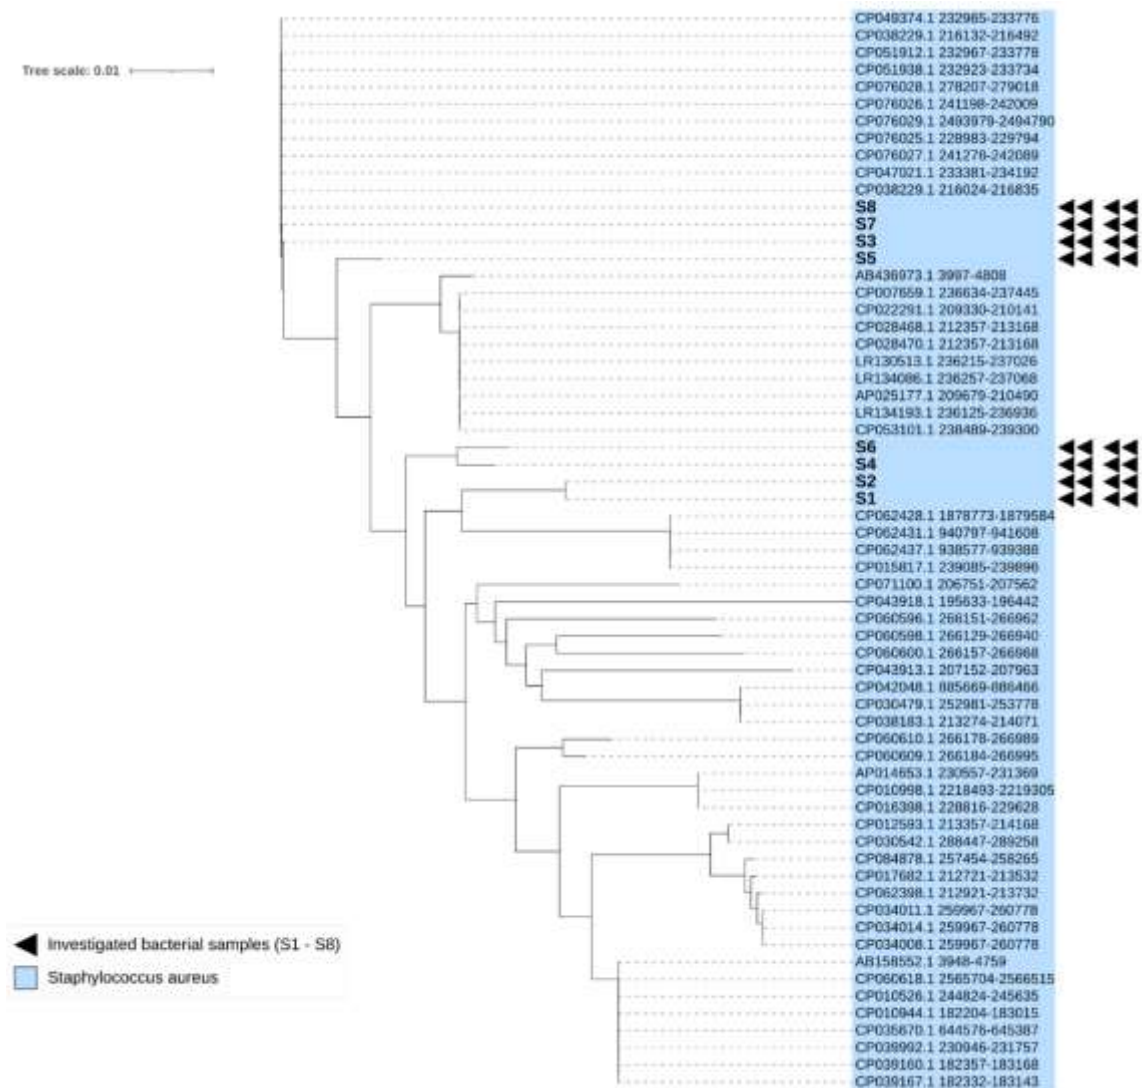 CP049374.1 232965-233776
CP038229.1 216132-216492
CP051912.1 232967-233778
Tree scale: 0.01
CP051938.1 232923-233734
CP076028.1 278207-279018
CP076026.1 241198-242009
CP076029.1 2493979-2494790
CP076025.1 228983-229794
CP076027.1 241278-242089
CP047021.1 233381-234192
CP038229.1 216024-216835
S8
S7
S3
S5
AB436973.1 3997-4808
CP007659.1 236634-237445
CP022291.1 209330-210141
CP028468.1 212357-213168
CP028470.1 212357-213168
LR130513.1 236215-237026
LR134086.1 236257-237068
AP025177.1 209679-210490
LR134193.1 236125-236936
CP053101.1 238489-239300
S6
S4
S2
S1
CP062428.1 1878773-1879584
CP062431.1 940797-941608
CP062437.1 938577-939388
CP015817.1 239085-239896
CP071100.1 206751-207562
CP043918.1 195633-196442
CP060596.1 266151-266962
CP060598.1 266129-266940
CP060600.1 266157-266968
CP043913.1 207152-207963
CP042048.1 885669-886466
CP030479.1 252981-253778
CP038183.1 213274-214071
CP060610.1 266178-266989
CP060609.1 266184-266995
AP014653.1 230557-231369
CP010998.1 2218493-2219305
CP016398.1 228816-229628
CP012593.1 213357-214168
CP030542.1 288447-289258
CP084878.1 257454-258265
CP017682.1 212721-213532
CP062398.1 212921-213732
CP034011.1 259967-260778
CP034014.1 259967-260778
CP034008.1 259967-260778
Investigated bacterial samples (S1 - S8)
AB158552.1 3948-4759
Staphylococcus aureus
CP060618.1 2565704-2566515
CP010526.1 244824-245635
CP010944.1 182204-183015
CP035670.1 644576-645387
CP039992.1 230946-231757
CP039160.1 182357-183168
CP039167.1 182332-183143